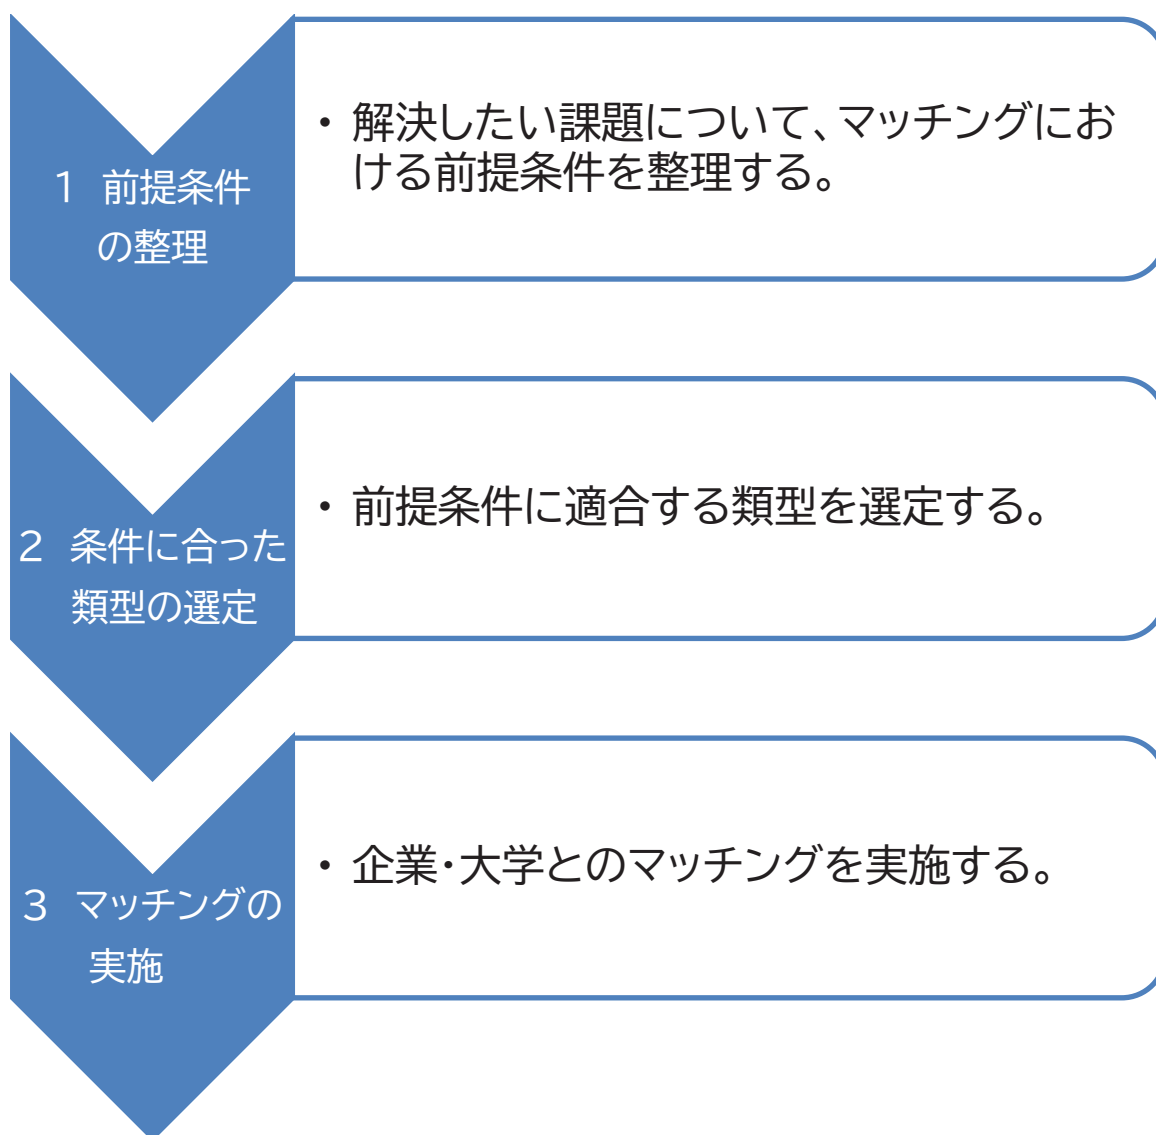 1 前提条件
の整理
・解決したい課題について、マッチングにお
ける前提条件を整理する。
2 条件に合った
類型の選定
・前提条件に適合する類型を選定する。
3 マッチングの
実施
・企業・大学とのマッチングを実施する。